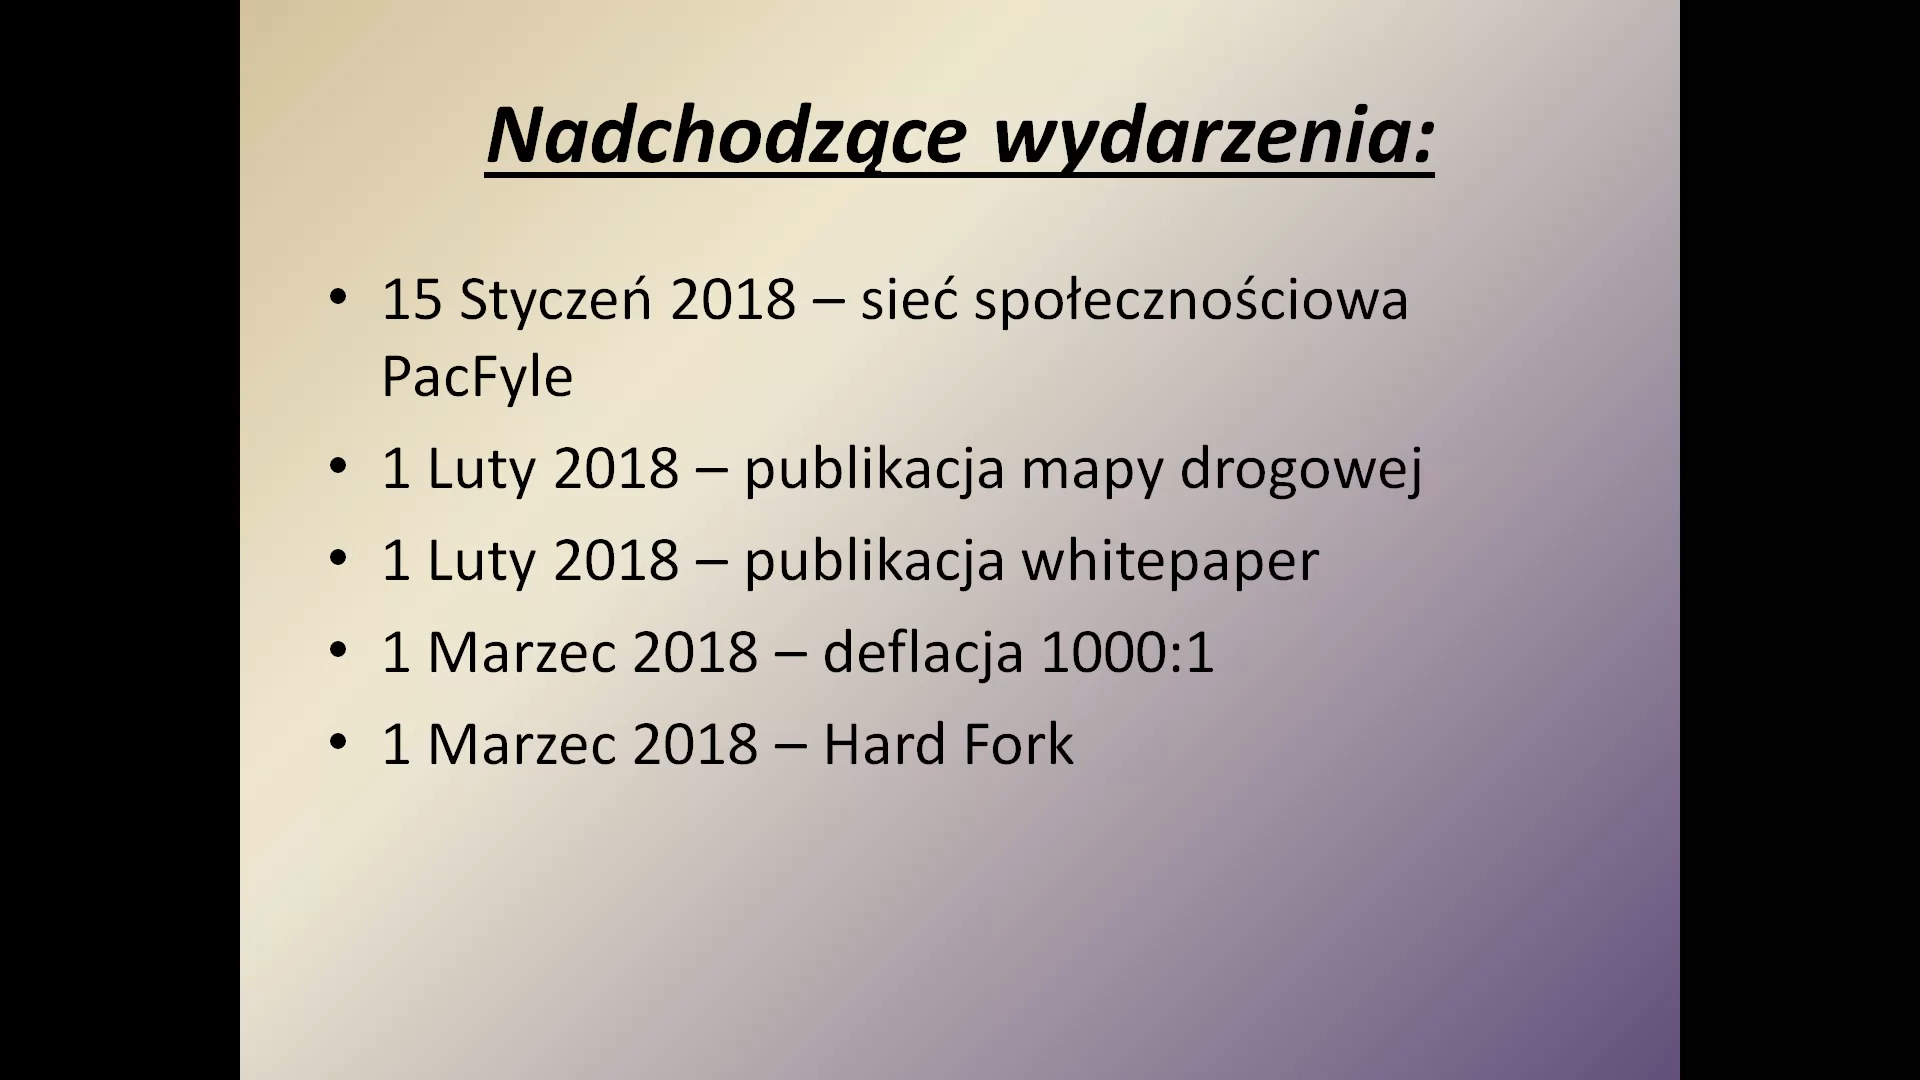 Nadchodzące wydarzenia:
• 15 Styczeń 2018 – sieć społecznościowa
PacFyle
• 1 Luty 2018 – publikacja mapy drogowej
• 1 Luty 2018 – publikacja whitepaper
• 1 Marzec 2018 – deflacja 1000:1
• 1 Marzec 2018 – Hard Fork